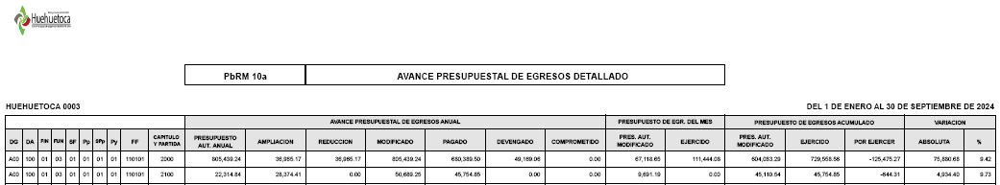 Huehuetoca
PbRM 10a AVANCE PRESUPUESTAL DE EGRESOS DETALLADO
HUEHUETOCA 0003 DEL 1 DE ENERO AL 30 DE SEPTIEMBRE DE 2024
AVANCE PRESUPUESTAL DE EGRESOS ANUAL PRESUPUESTO DE EGR. DEL MES PRESUPUESTO DE EGRESOS ACUMULADO VARIACION
DG DA FIN FUN SF Pp SPp Py FF CAPITULO Y PARTIDA PRESUPUESTO AUT. ANUAL AMPLIACION REDUCCION MODIFICADO PAGADO DEVENGADO COMPROMETIDO PRES. AUT. MODIFICADO EJERCIDO PRES. AUT. MODIFICADO EJERCIDO POR EJERCER ABSOLUTA %
A00 100 01 03 01 01 01 01 110101 2000 805,439.24 36,965.17 36,965.17 805,439.24 680,389.50 49,169.06 0.00 67,118.65 111,444.08 604,083.29 729,558.56 -125,475.27 75,880.68 9.42
A00 100 01 03 01 01 01 01 110101 2100 22,314.84 28,374.41 0.00 50,689.25 45,754.85 0.00 0.00 9,691.19 0.00 45,110.54 45,754.85 -644.31 4,934.40 9.73